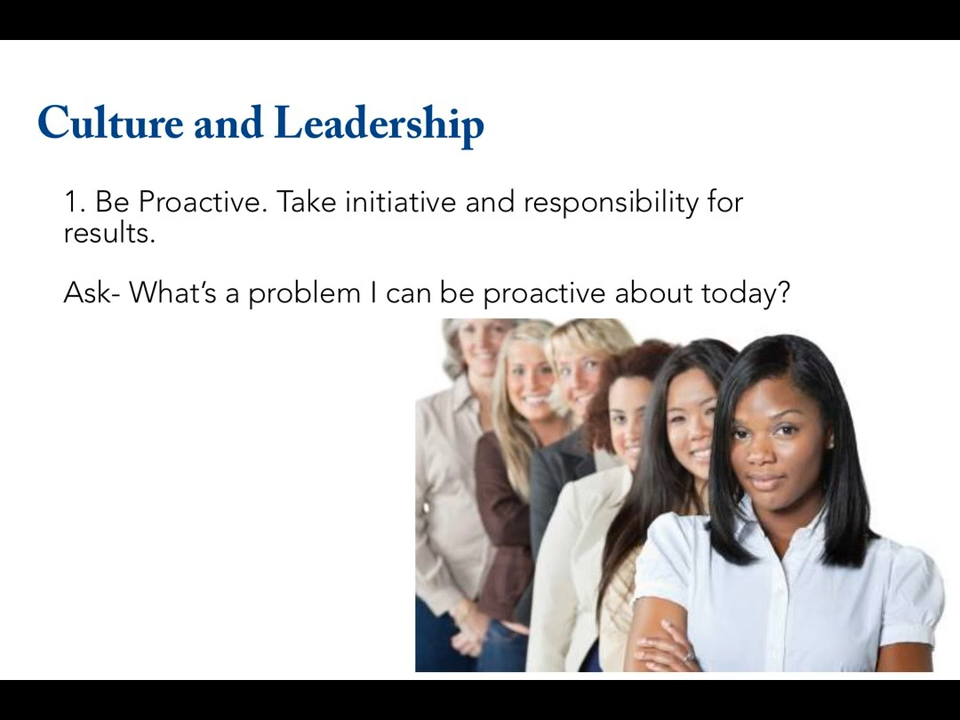 Culture and Leadership
1. Be Proactive. Take initiative and responsibility for
results.
Ask- What’s a problem I can be proactive about today?